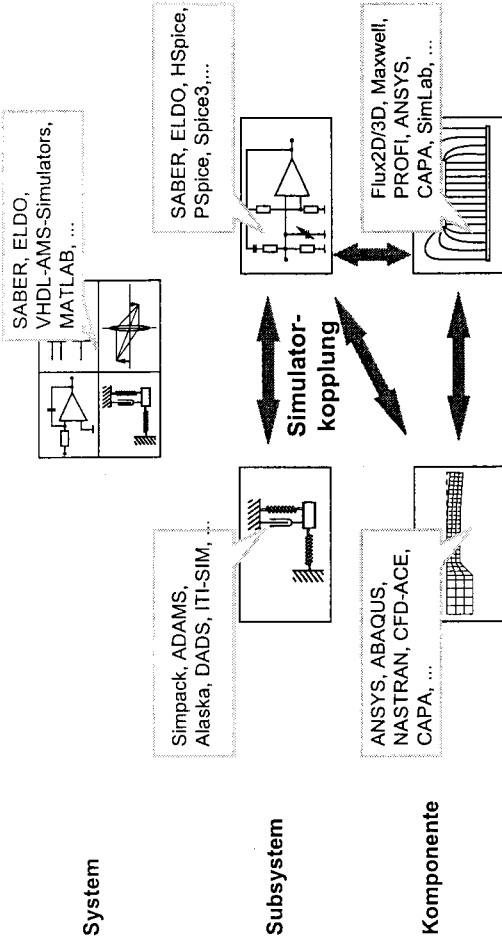 System
SABER, ELDO,
VHDL-AMS-Simulators,
MATLAB, ...
Subsystem
Simpack, ADAMS,
Alaska, DADS, ITI-SIM, ...
Simulator-
kopplung
SABER, ELDO, HSpice,
PSpice, Spice3,...
Komponente
ANSYS, ABAQUS,
NASTRAN, CFD-ACE,
CAPA, ...
Flux2D/3D, Maxwell,
PROFI, ANSYS,
CAPA, SimLab, ...